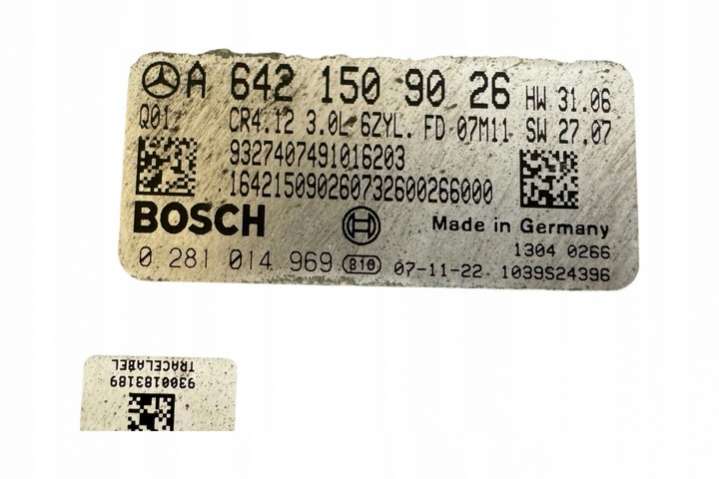 A 642 150 90 26 HW 31.06
Q01 CR4.12 3.0L 6ZYL. FD 07M11 SW 27.07
9327407491016203
164215090260732600266000
BOSCH Made in Germany
1304 0266
0 281 014 969 B10 07-11-22 1039S24396
TRACELABEL
9300183189